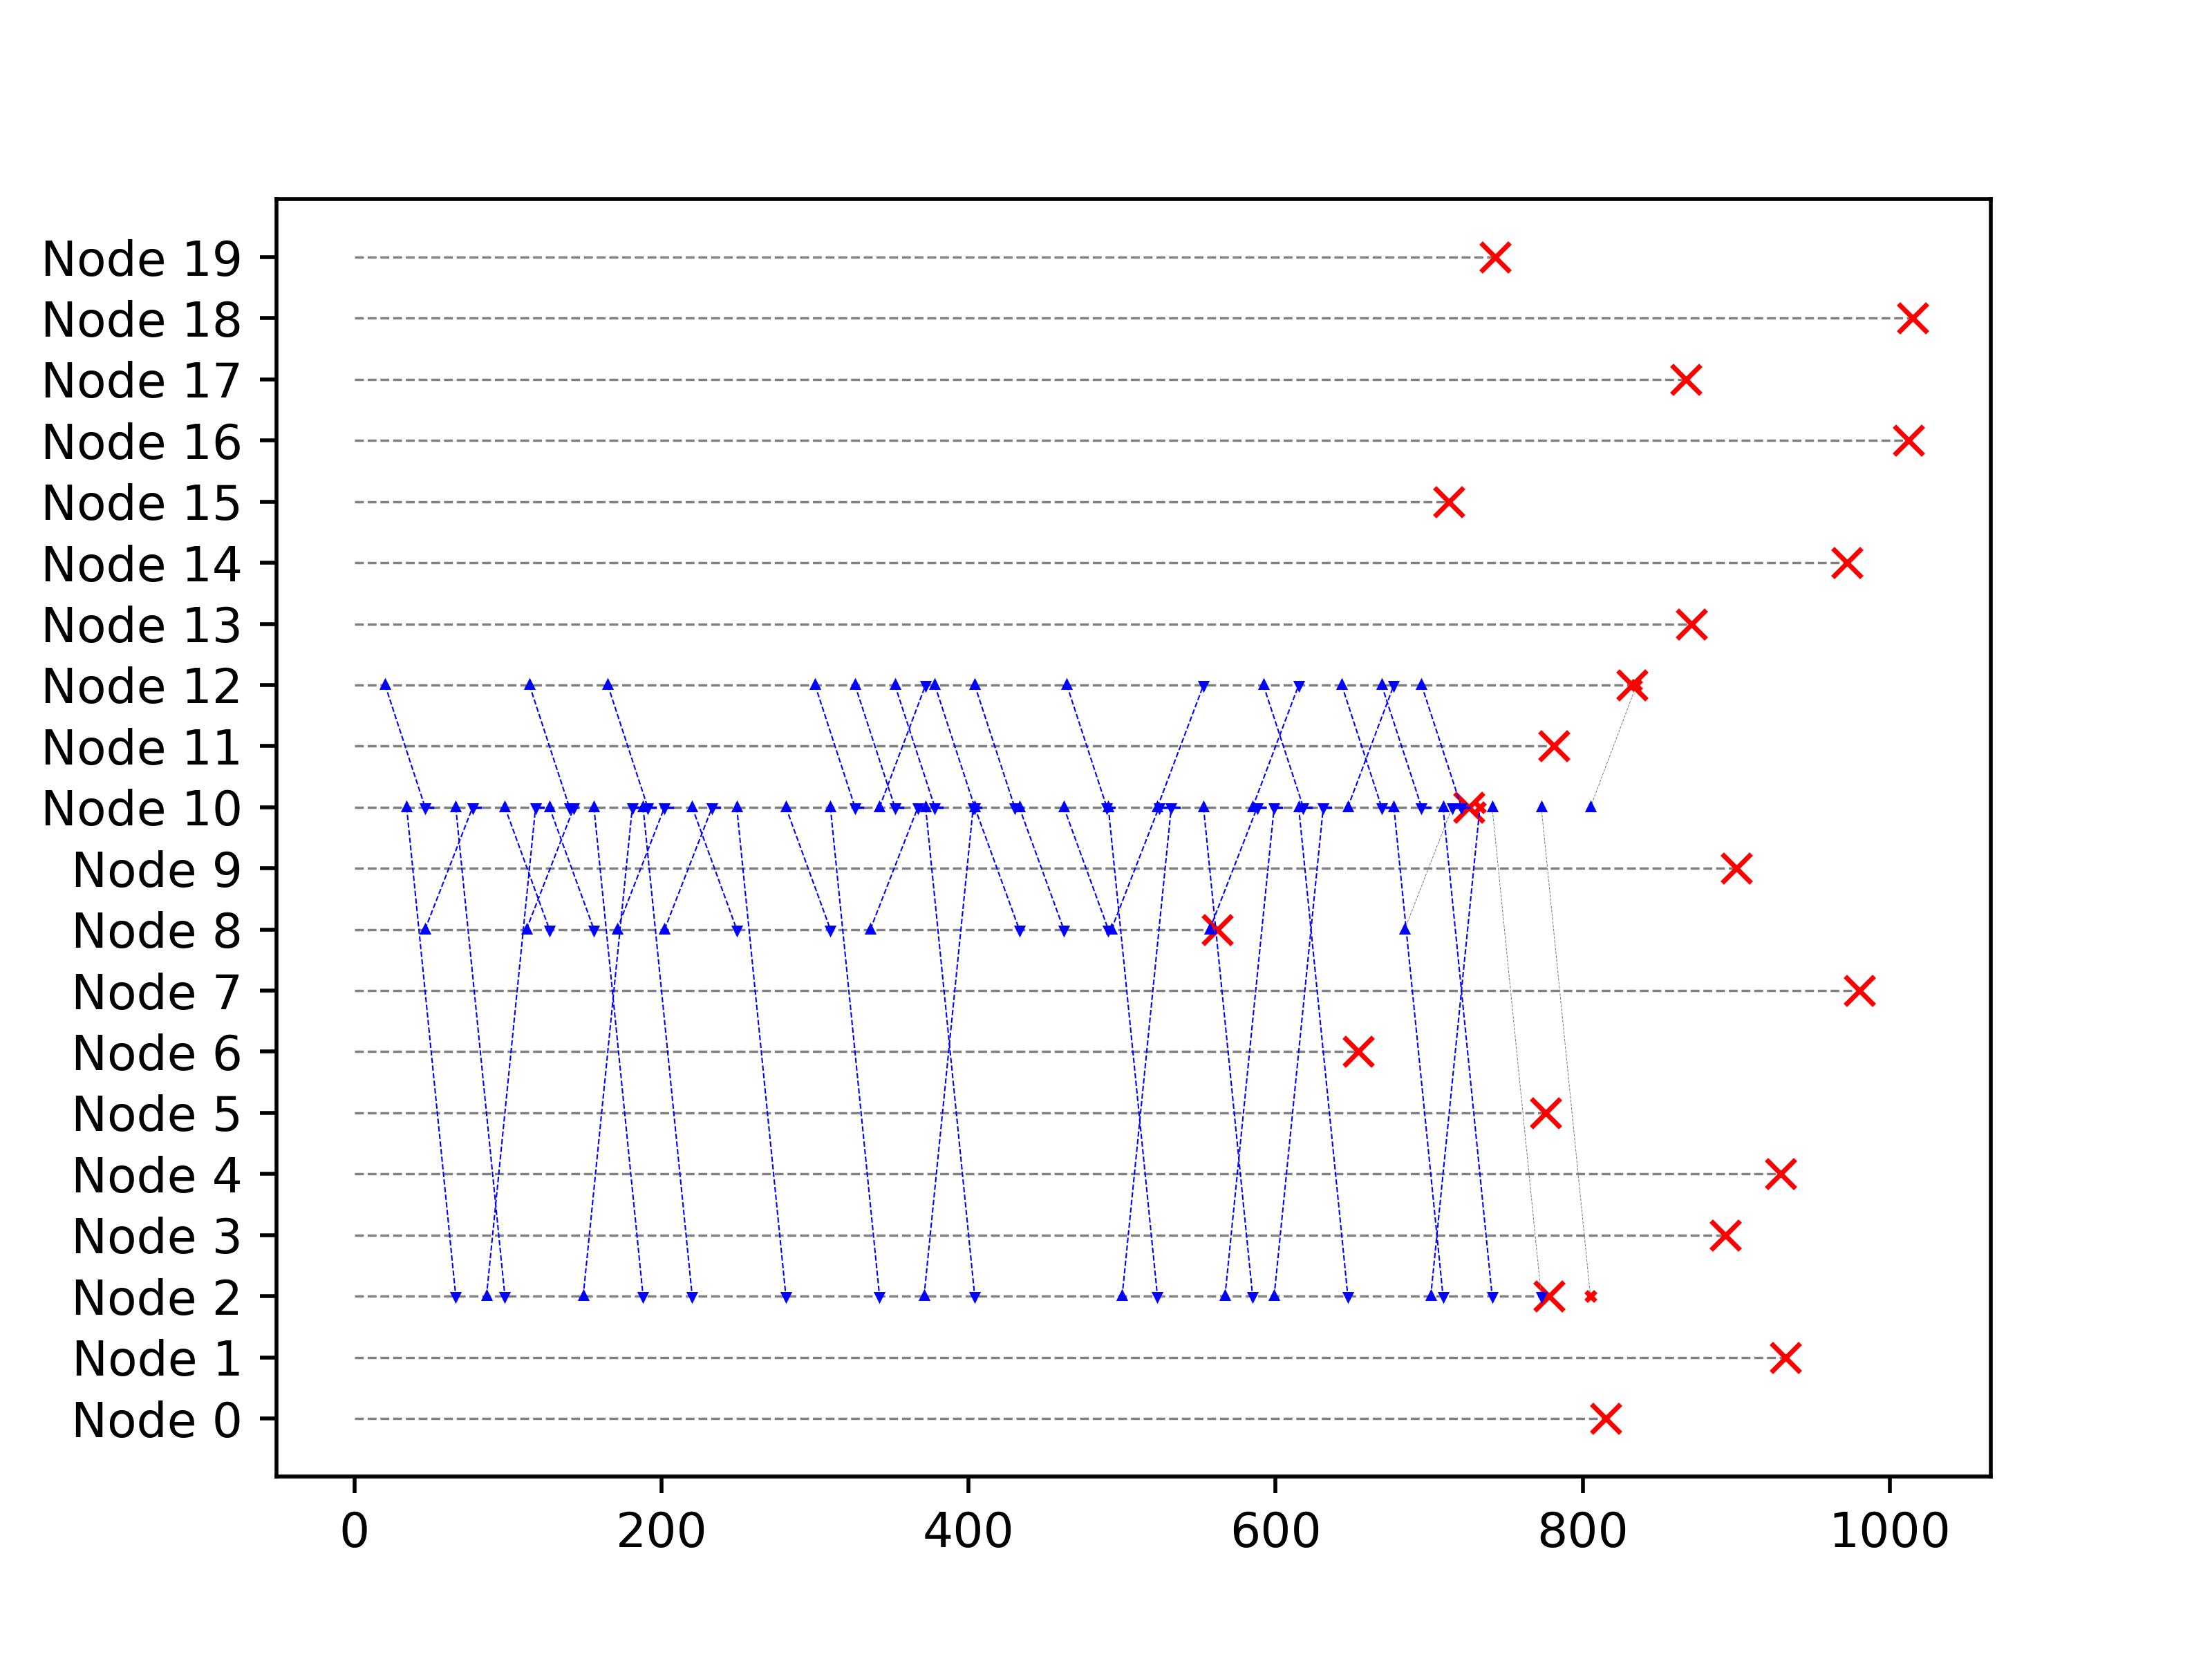 Node 19
Node 18
Node 17
Node 16
Node 15
Node 14
Node 13
Node 12
Node 11
Node 10
Node 9
Node 8
Node 7
Node 6
Node 5
Node 4
Node 3
Node 2
Node 1
Node 0
0 200 400 600 800 1000